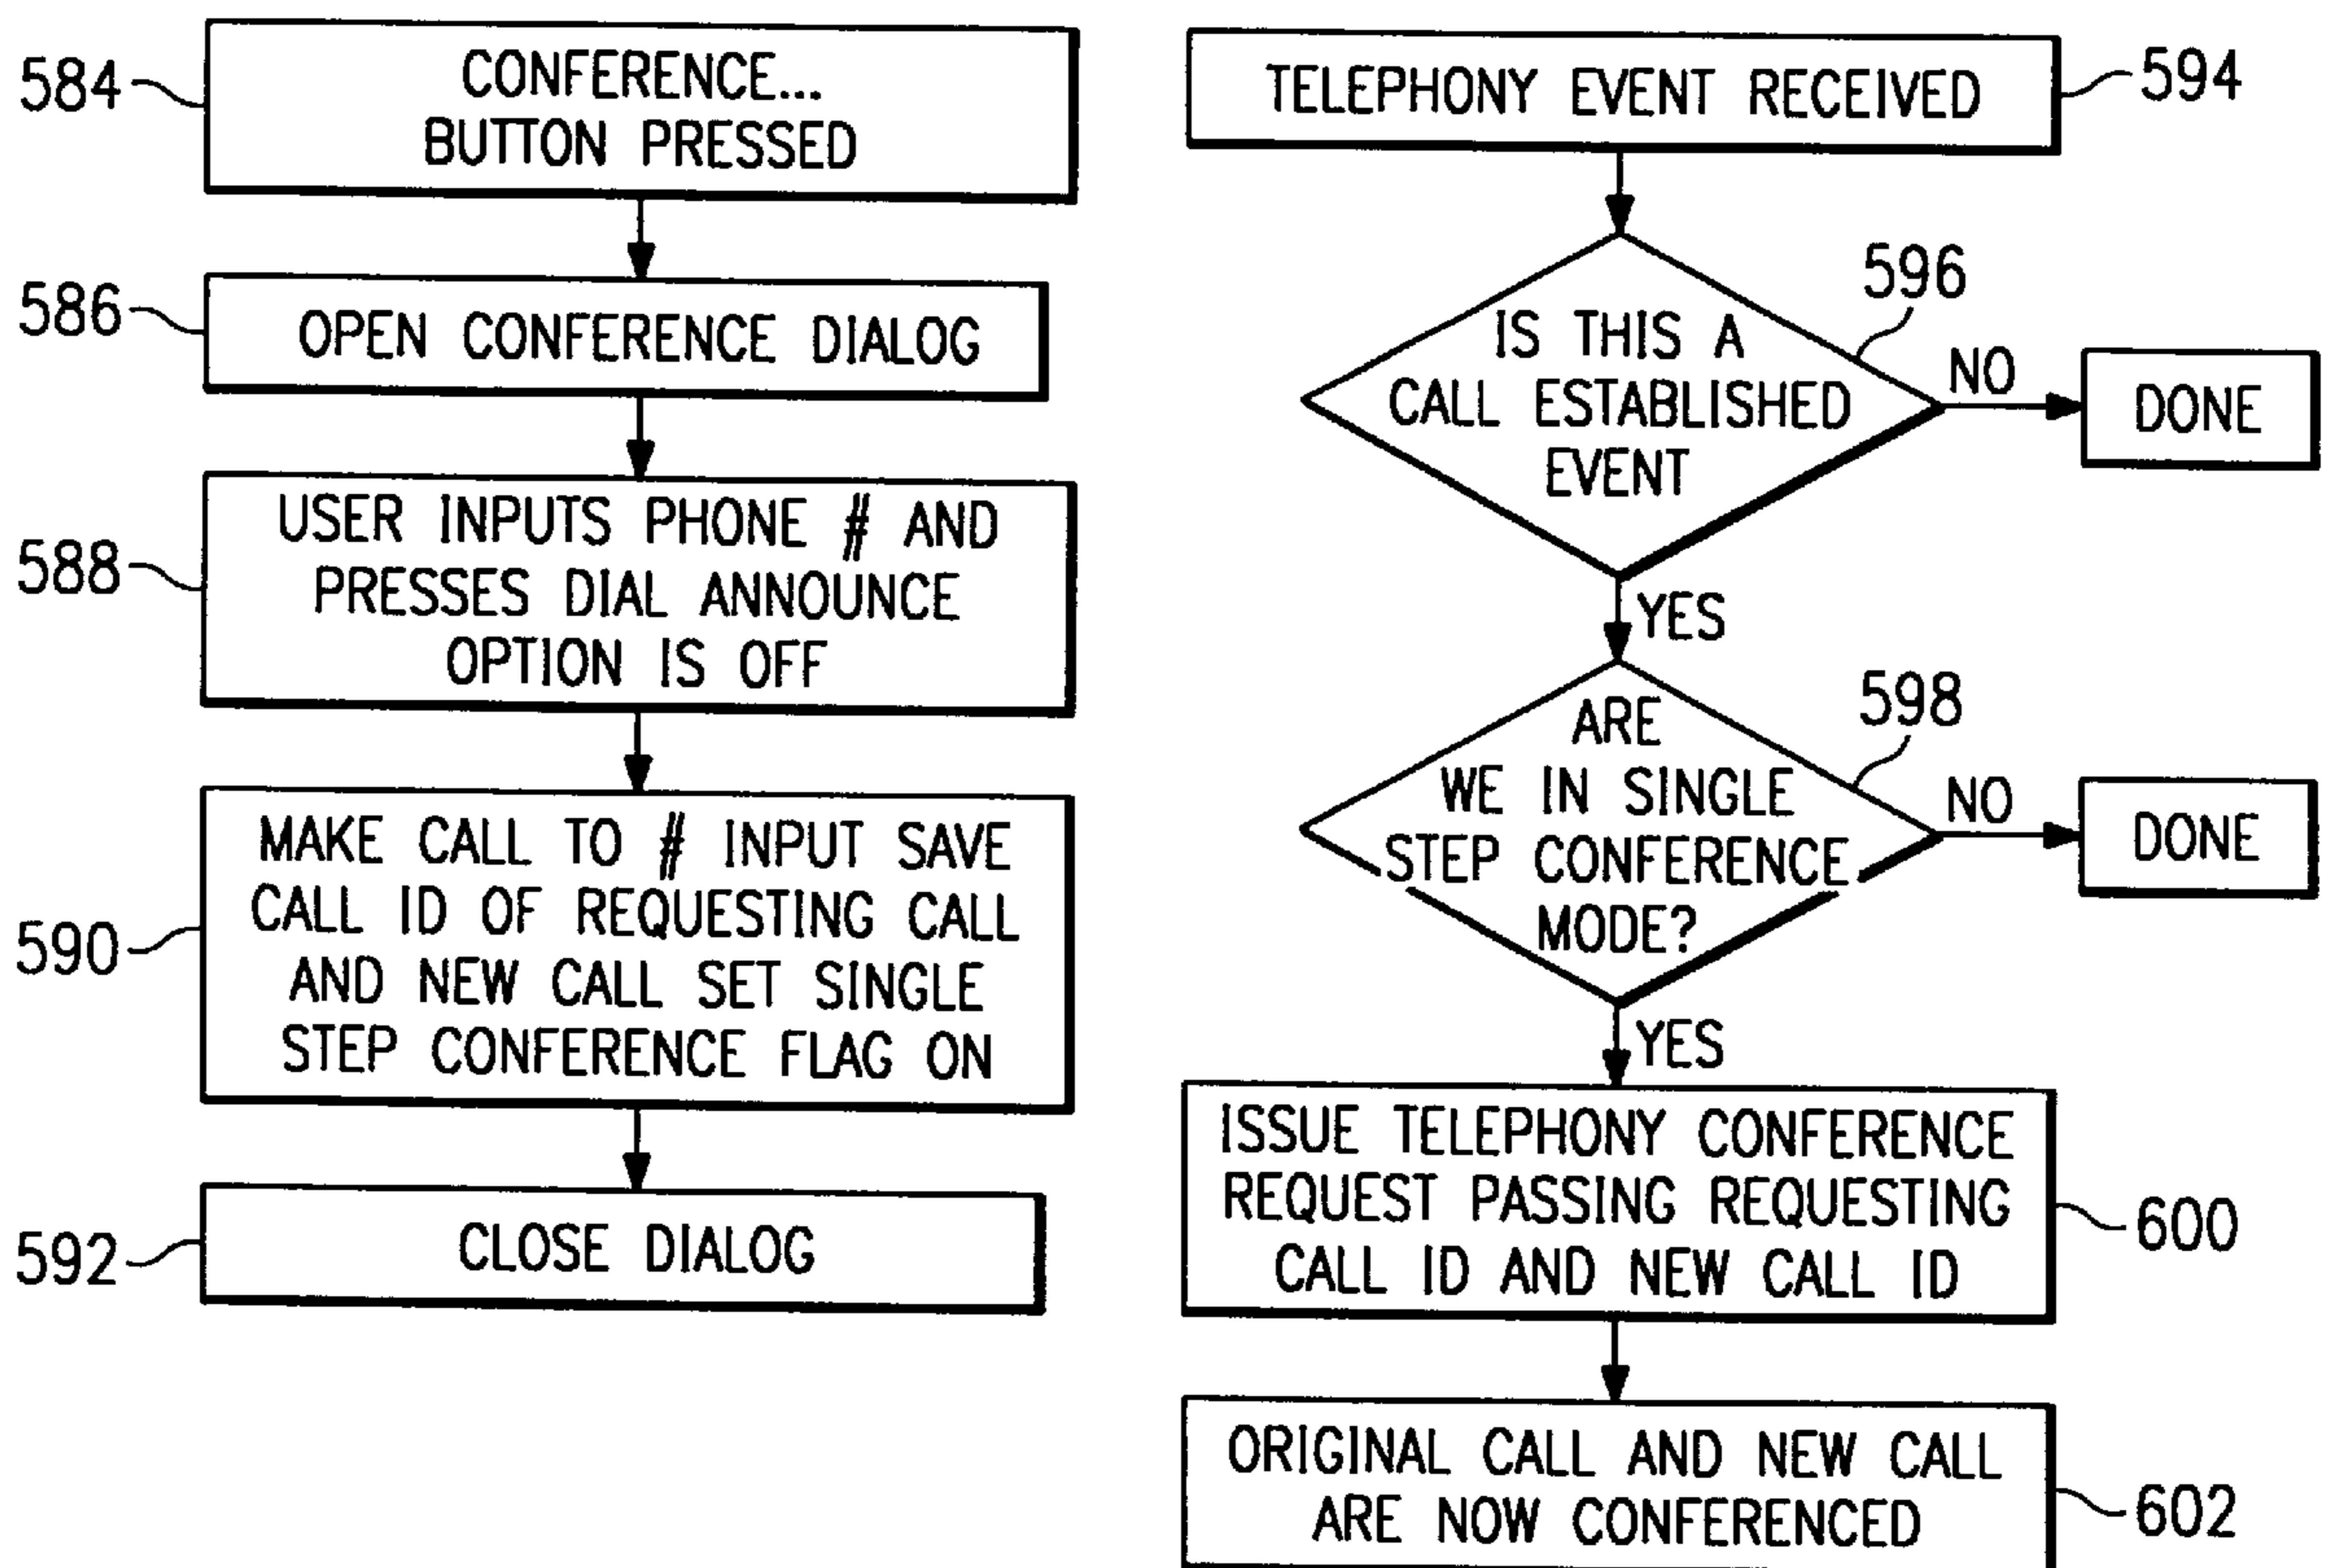 584
CONFERENCE...
BUTTON PRESSED
586
OPEN CONFERENCE DIALOG
588
USER INPUTS PHONE # AND
PRESSES DIAL ANNOUNCE
OPTION IS OFF
590
MAKE CALL TO # INPUT SAVE
CALL ID OF REQUESTING CALL
AND NEW CALL SET SINGLE
STEP CONFERENCE FLAG ON
592
CLOSE DIALOG
TELEPHONY EVENT RECEIVED
594
596
IS THIS A
CALL ESTABLISHED
EVENT
NO
DONE
YES
598
ARE
WE IN SINGLE
STEP CONFERENCE
MODE?
NO
DONE
YES
ISSUE TELEPHONY CONFERENCE
REQUEST PASSING REQUESTING
CALL ID AND NEW CALL ID
600
ORIGINAL CALL AND NEW CALL
ARE NOW CONFERENCED
602